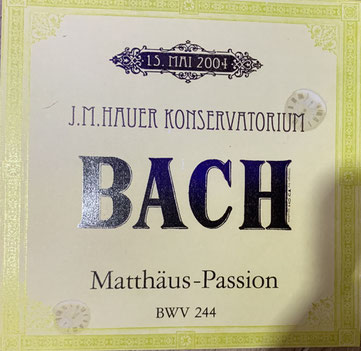 15. MAI 2004
J.M.HAUER KONSERVATORIUM
BACH
Matthäus-Passion
BWV 244